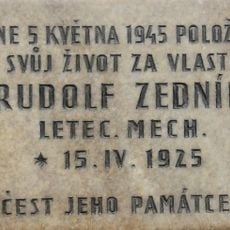 NE 5 KVĚTNA 1945 POLOŽ
SVŮJ ŽIVOT ZA VLAST
RUDOLF ZEDNÍ
LETEC. MECH.
* 15. IV. 1925
ČEST JEHO PAMÁTCE